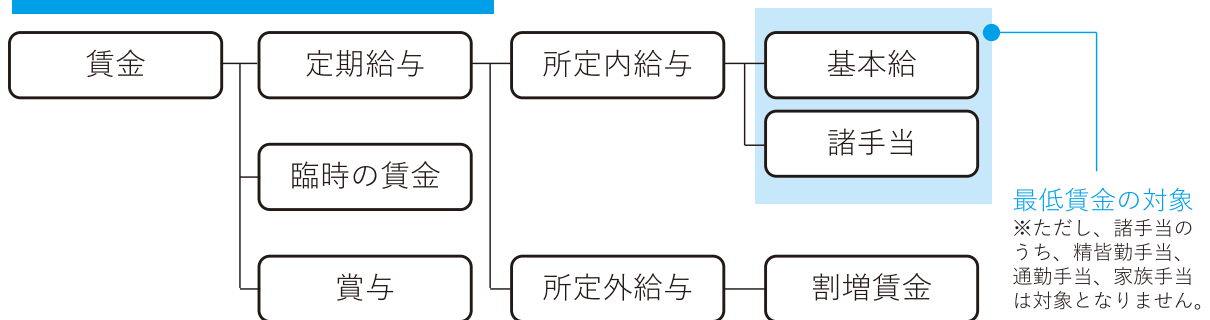 賃金
定期給与
所定内給与
基本給
諸手当
臨時の賃金
賞与
所定外給与
割増賃金
最低賃金の対象
※ただし、諸手当の
うち、精皆勤手当、
通勤手当、家族手当
は対象となりません。